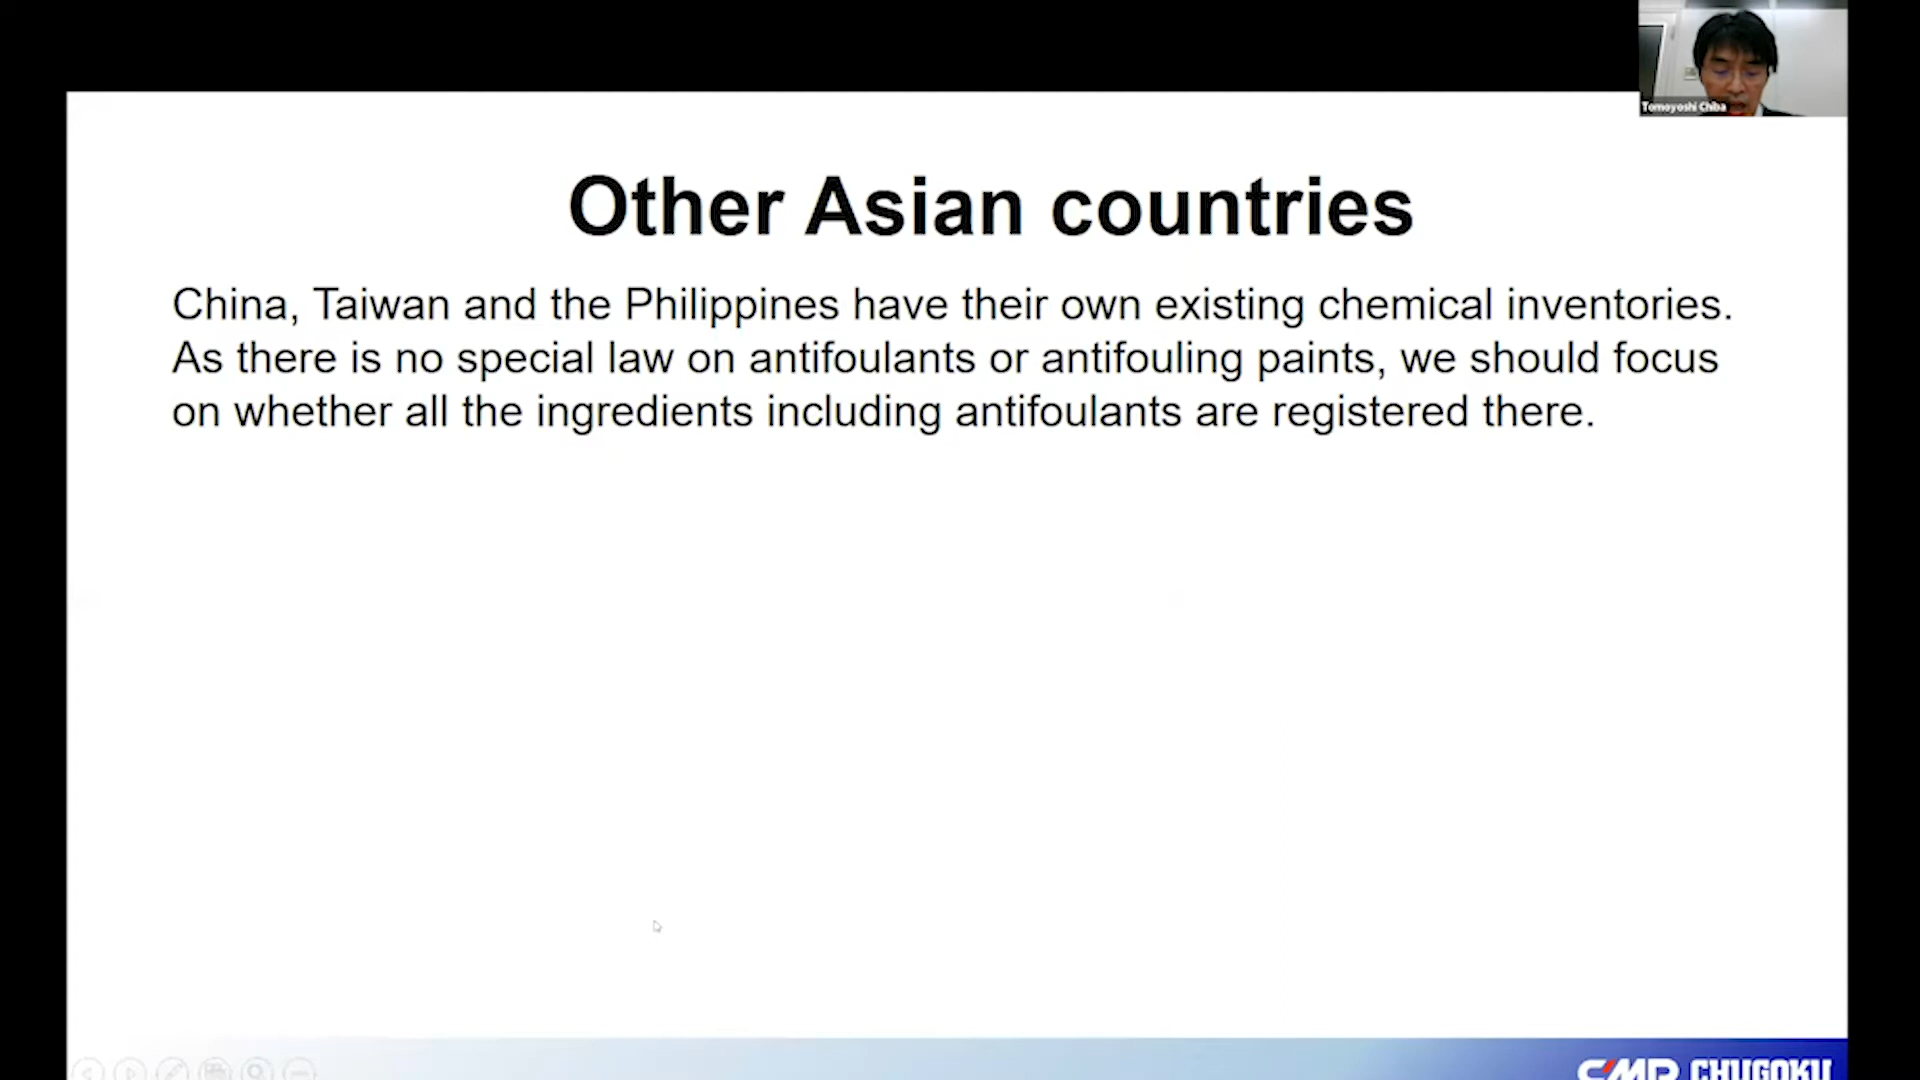 Tomoyoshi Chiba
Other Asian countries
China, Taiwan and the Philippines have their own existing chemical inventories.
As there is no special law on antifoulants or antifouling paints, we should focus
on whether all the ingredients including antifoulants are registered there.
CMP CHUGOKU